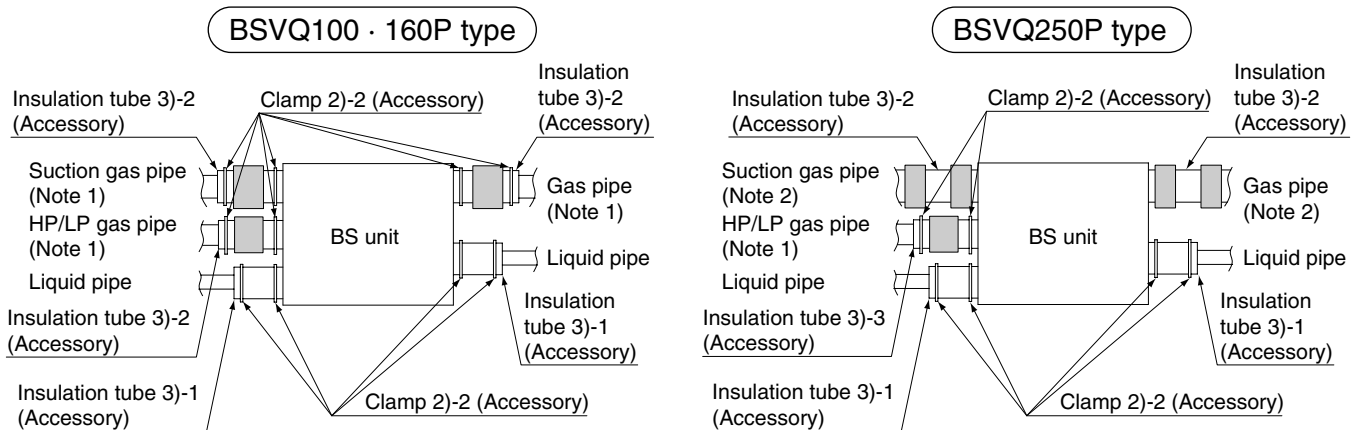 BSVQ100 · 160P type
Insulation tube 3)-2
(Accessory)
Clamp 2)-2 (Accessory)
Insulation
tube 3)-2
(Accessory)
Suction gas pipe
(Note 1)
HP/LP gas pipe
(Note 1)
Liquid pipe
BS unit
Gas pipe
(Note 1)
Liquid pipe
Insulation tube 3)-2
(Accessory)
Insulation
tube 3)-1
(Accessory)
Insulation tube 3)-1
(Accessory)
Clamp 2)-2 (Accessory)
BSVQ250P type
Insulation tube 3)-2
(Accessory)
Clamp 2)-2 (Accessory)
Insulation
tube 3)-2
(Accessory)
Suction gas pipe
(Note 2)
HP/LP gas pipe
(Note 1)
Liquid pipe
BS unit
Gas pipe
(Note 2)
Liquid pipe
Insulation tube 3)-3
(Accessory)
Insulation
tube 3)-1
(Accessory)
Insulation tube 3)-1
(Accessory)
Clamp 2)-2 (Accessory)